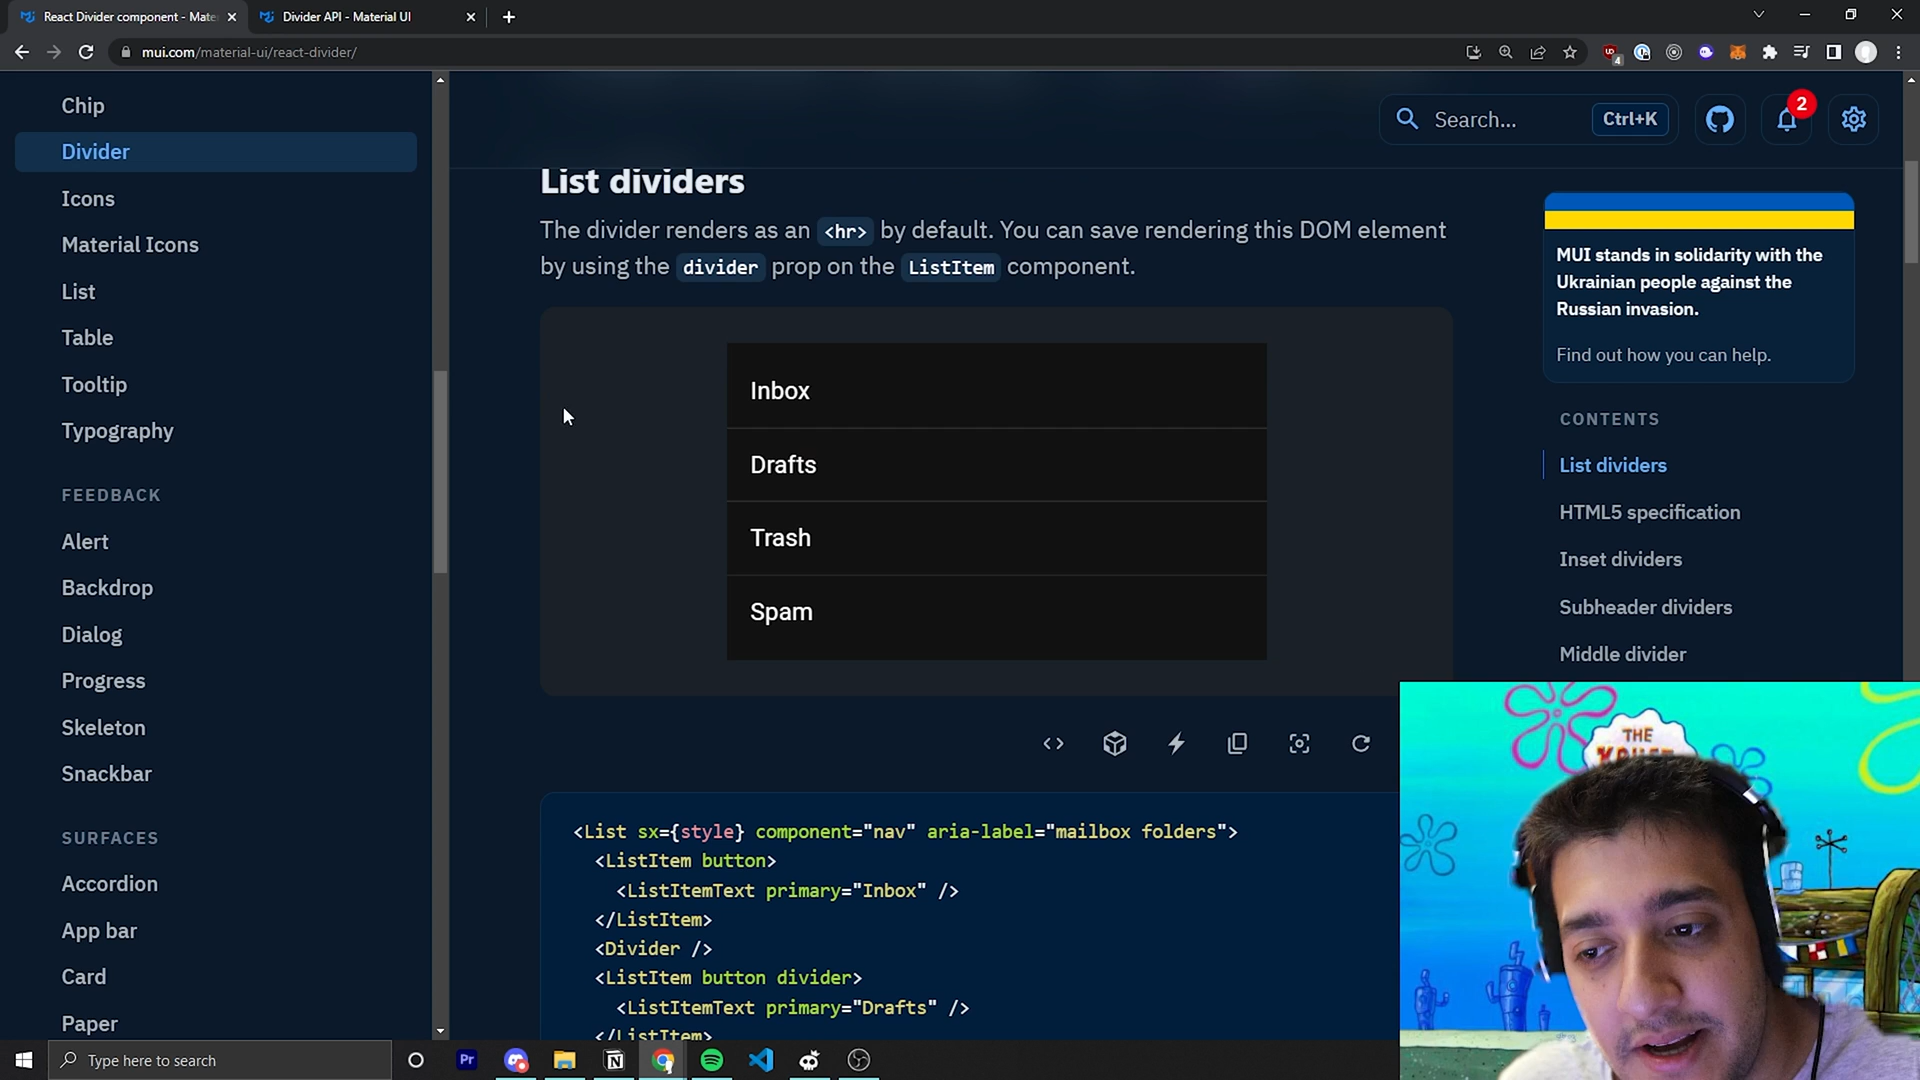 React Divider component - Mate
Divider API - Material UI
mui.com/material-ui/react-divider/
4
Chip
Divider
Icons
Material Icons
List
Table
Tooltip
Typography
FEEDBACK
Alert
Backdrop
Dialog
Progress
Skeleton
Snackbar
SURFACES
Accordion
App bar
Card
Paper
Search...
Ctrl+K
2
List dividers
The divider renders as an <hr> by default. You can save rendering this DOM element
by using the divider prop on the ListItem component.
Inbox
Drafts
Trash
Spam
<List sx={style} component="nav" aria-label="mailbox folders">
<ListItem button>
<ListItemText primary="Inbox" />
</ListItem>
<Divider />
<ListItem button divider>
<ListItemText primary="Drafts" />
</ListItem>
MUI stands in solidarity with the
Ukrainian people against the
Russian invasion.
Find out how you can help.
CONTENTS
List dividers
HTML5 specification
Inset dividers
Subheader dividers
Middle divider
THE
Type here to search
Pr